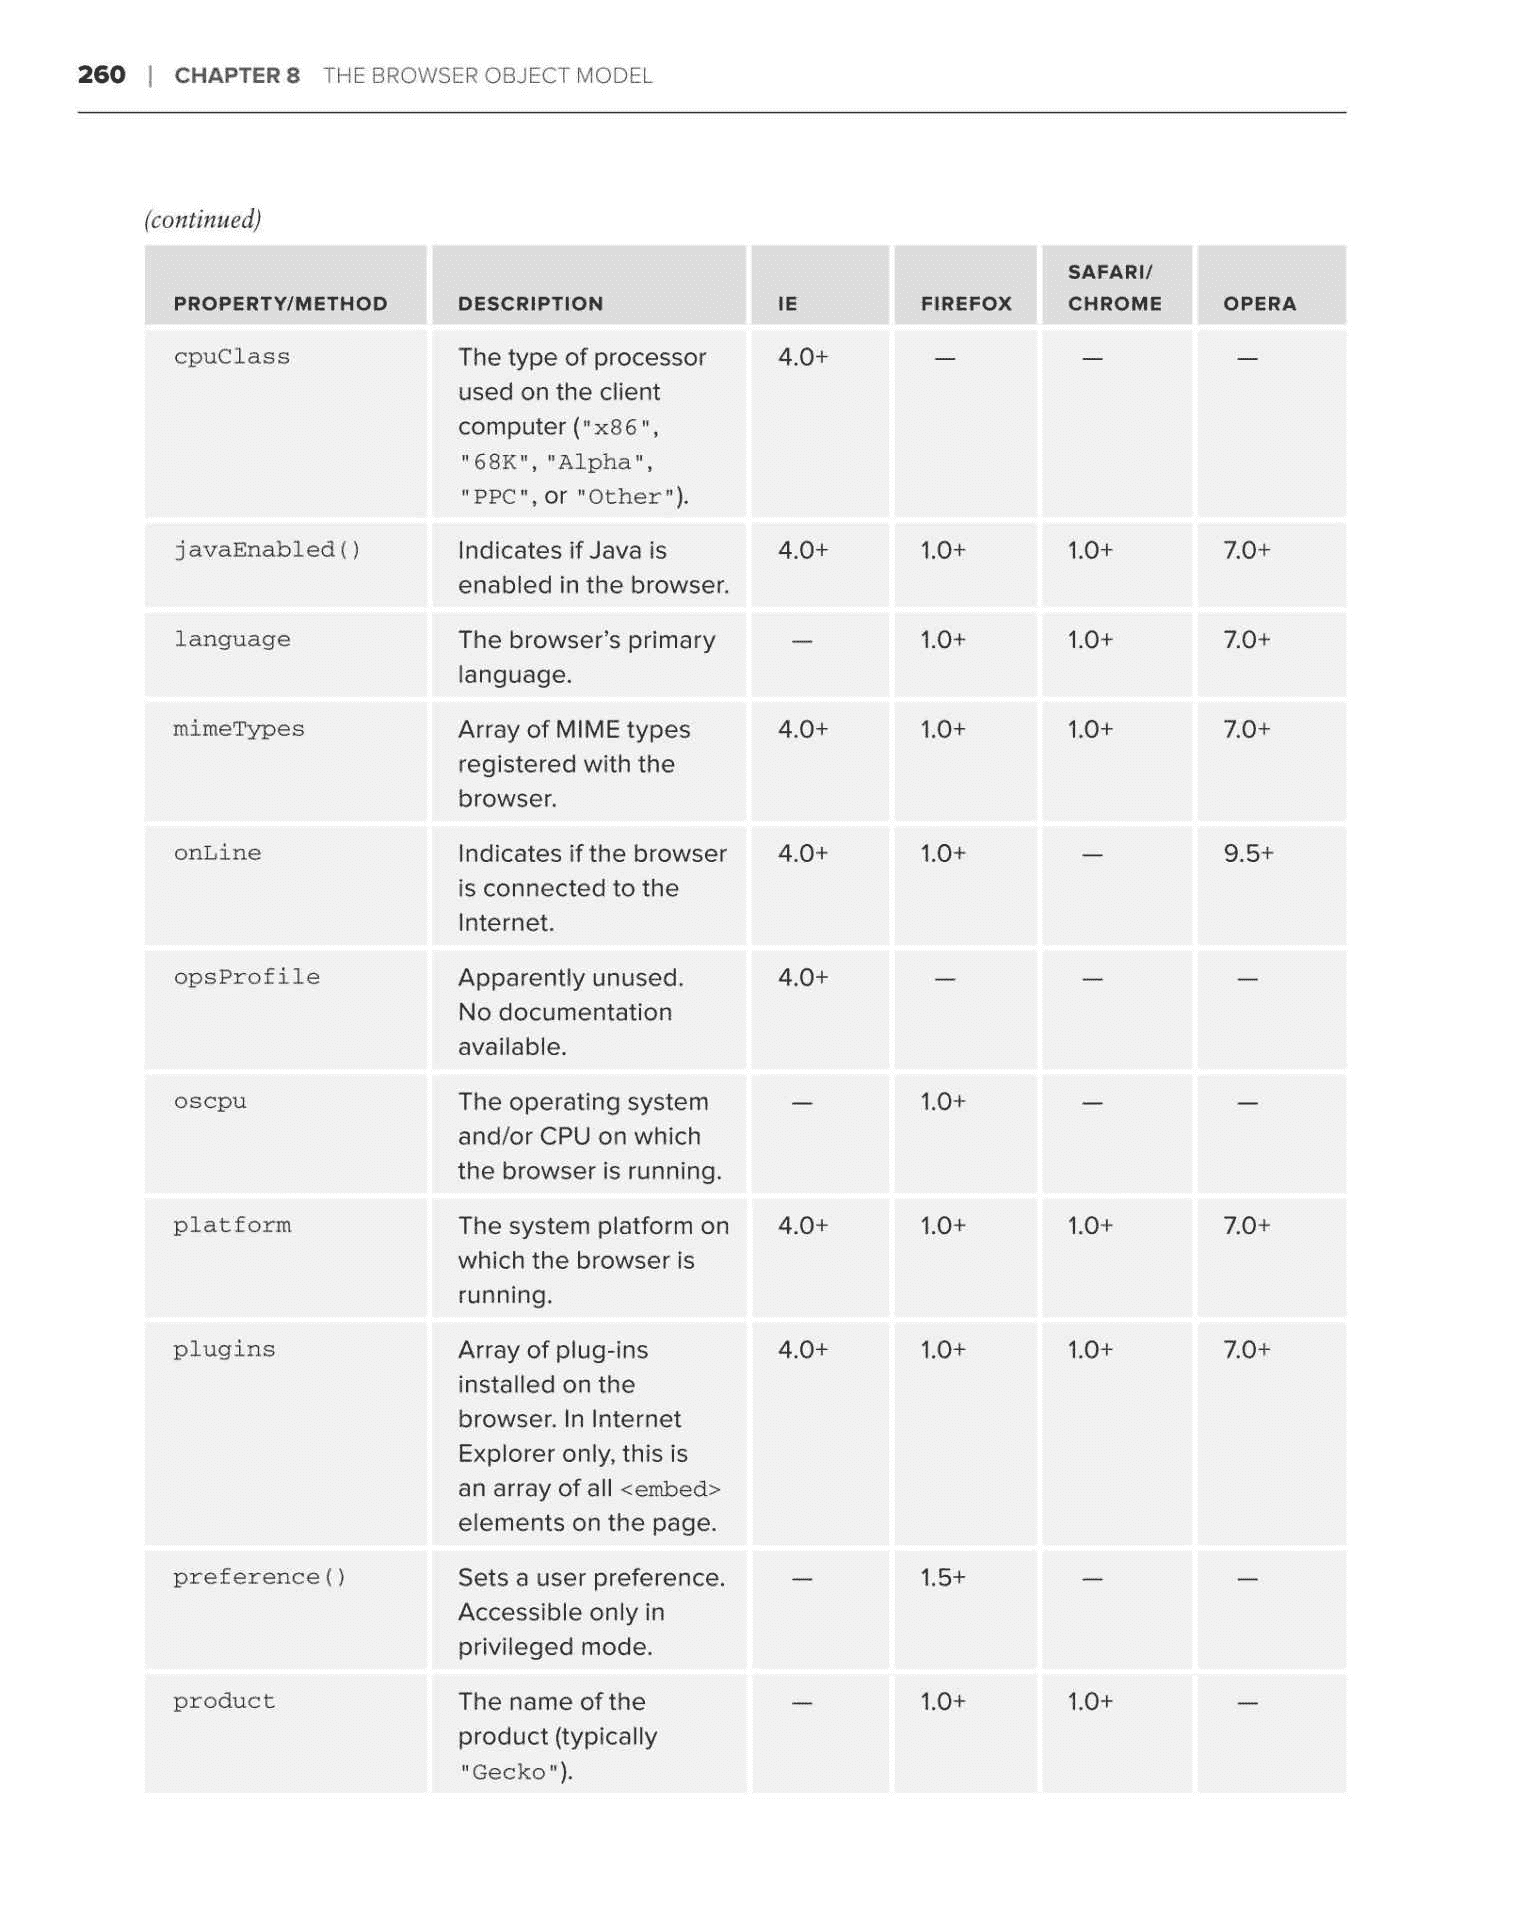 260 | CHAPTER 8 THE BROWSER OBJECT MODEL
(continued)
PROPERTY/METHOD DESCRIPTION IE FIREFOX SAFARI/ CHROME OPERA
cpuClass The type of processor 4.0+ — — —
used on the client
computer ("x86",
"68K", "Alpha",
"PPC", or "Other").
javaEnabled() Indicates if Java is 4.0+ 1.0+ 1.0+ 7.0+
enabled in the browser.
language The browser’s primary — 1.0+ 1.0+ 7.0+
language.
mimeTypes Array of MIME types 4.0+ 1.0+ 1.0+ 7.0+
registered with the
browser.
onLine Indicates if the browser 4.0+ 1.0+ — 9.5+
is connected to the
Internet.
opsProfile Apparently unused. 4.0+ — — —
No documentation
available.
oscpu The operating system — 1.0+ — —
and/or CPU on which
the browser is running.
platform The system platform on 4.0+ 1.0+ 1.0+ 7.0+
which the browser is
running.
plugins Array of plug-ins 4.0+ 1.0+ 1.0+ 7.0+
installed on the
browser. In Internet
Explorer only, this is
an array of all <embed>
elements on the page.
preference() Sets a user preference. — 1.5+ — —
Accessible only in
privileged mode.
product The name of the — 1.0+ 1.0+ —
product (typically
"Gecko").